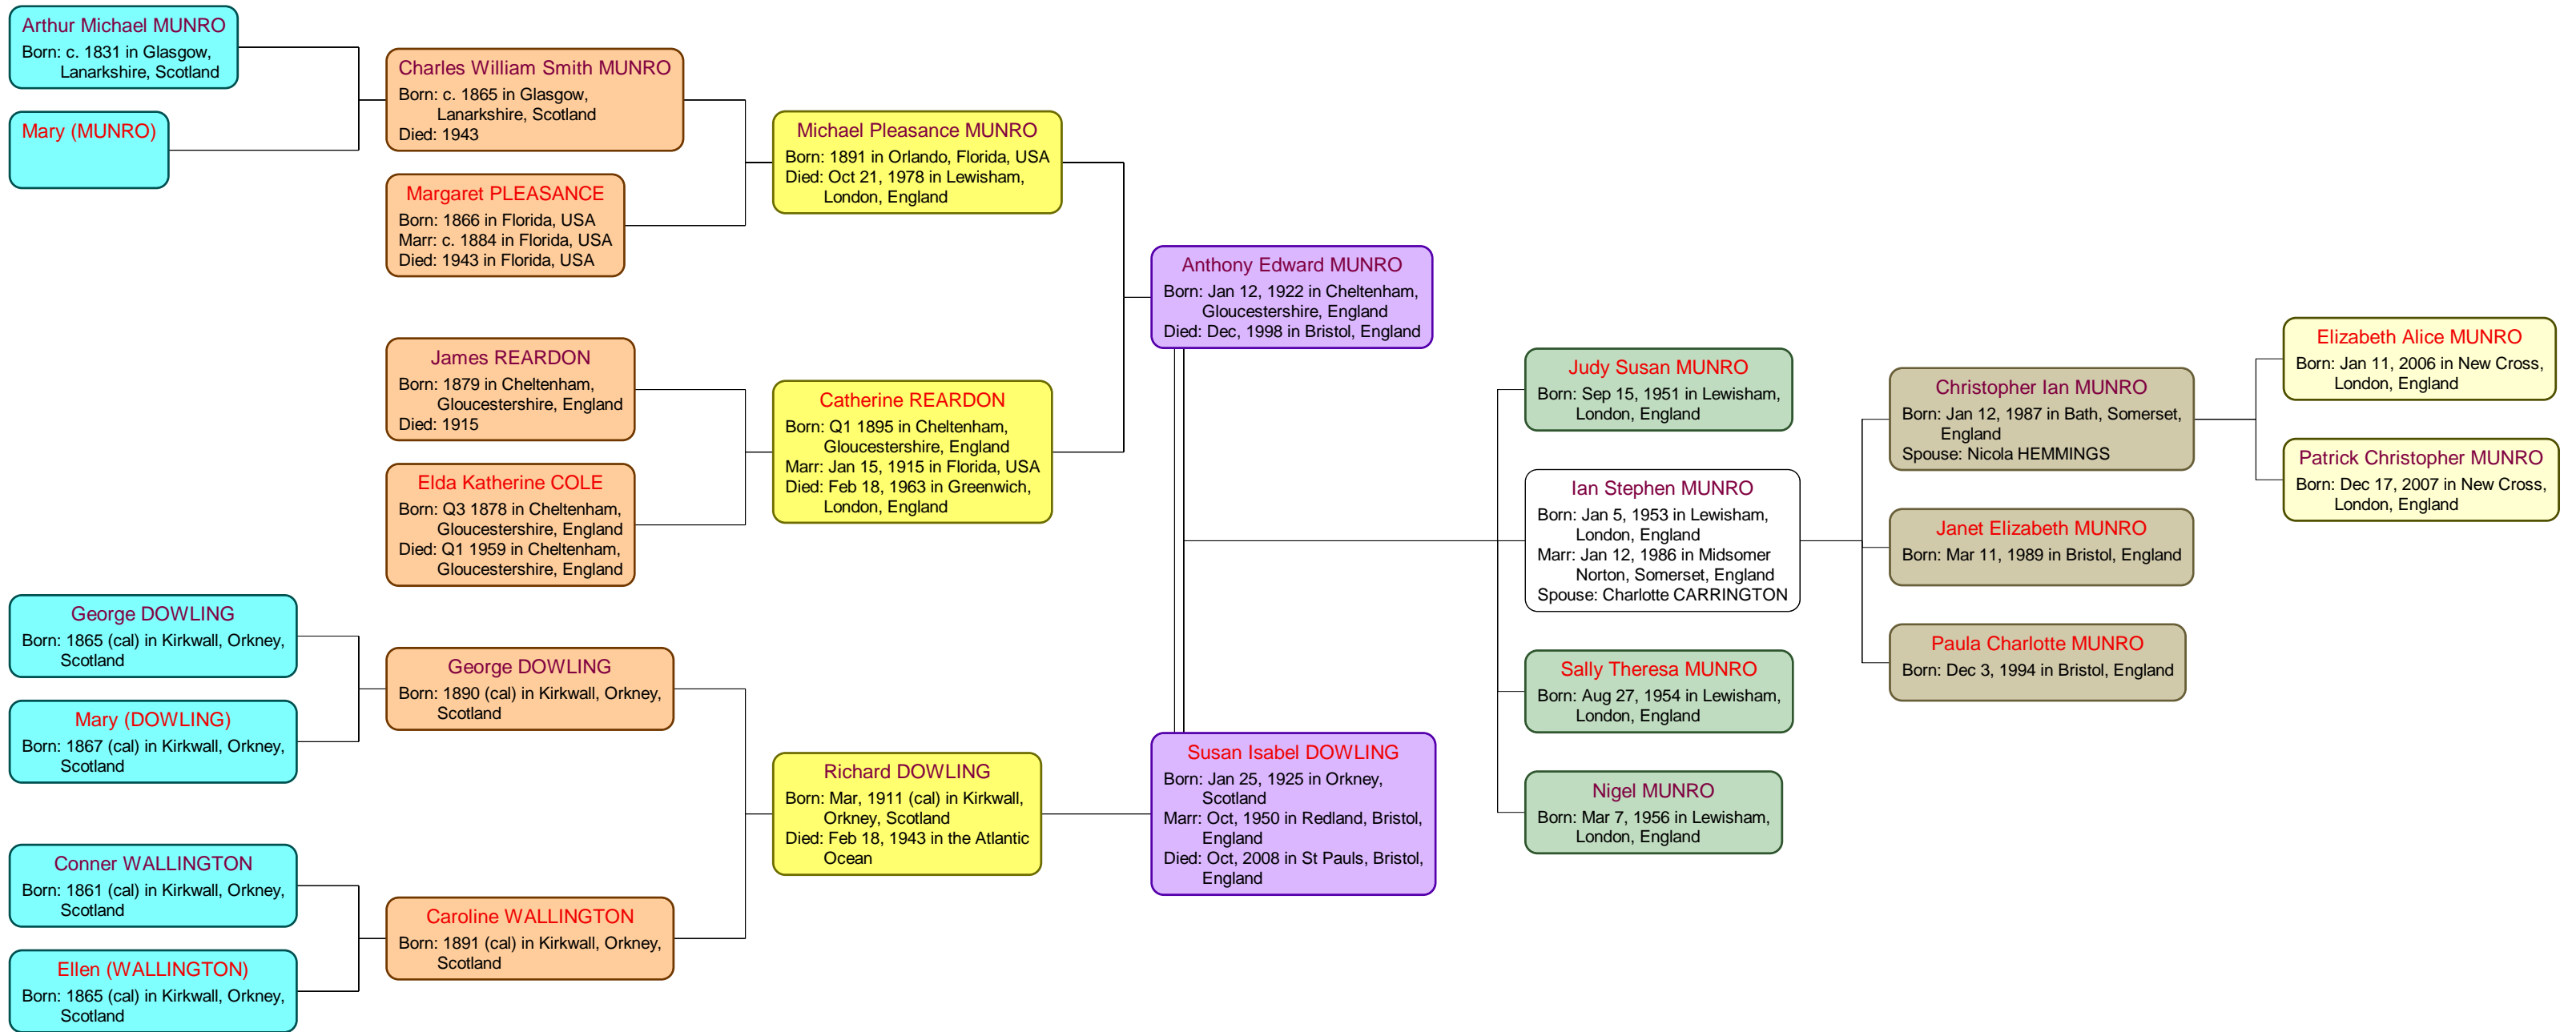 Arthur Michael MUNRO
Born: c. 1831 in Glasgow,
Lanarkshire, Scotland
Mary (MUNRO)
Charles William Smith MUNRO
Born: c. 1865 in Glasgow,
Lanarkshire, Scotland
Died: 1943
Margaret PLEASANCE
Born: 1866 in Florida, USA
Marr: c. 1884 in Florida, USA
Died: 1943 in Florida, USA
Michael Pleasance MUNRO
Born: 1891 in Orlando, Florida, USA
Died: Oct 21, 1978 in Lewisham,
London, England
James REARDON
Born: 1879 in Cheltenham,
Gloucestershire, England
Died: 1915
Elda Katherine COLE
Born: Q3 1878 in Cheltenham,
Gloucestershire, England
Died: Q1 1959 in Cheltenham,
Gloucestershire, England
Catherine REARDON
Born: Q1 1895 in Cheltenham,
Gloucestershire, England
Marr: Jan 15, 1915 in Florida, USA
Died: Feb 18, 1963 in Greenwich,
London, England
Anthony Edward MUNRO
Born: Jan 12, 1922 in Cheltenham,
Gloucestershire, England
Died: Dec, 1998 in Bristol, England
George DOWLING
Born: 1865 (cal) in Kirkwall, Orkney,
Scotland
Mary (DOWLING)
Born: 1867 (cal) in Kirkwall, Orkney,
Scotland
George DOWLING
Born: 1890 (cal) in Kirkwall, Orkney,
Scotland
Conner WALLINGTON
Born: 1861 (cal) in Kirkwall, Orkney,
Scotland
Ellen (WALLINGTON)
Born: 1865 (cal) in Kirkwall, Orkney,
Scotland
Caroline WALLINGTON
Born: 1891 (cal) in Kirkwall, Orkney,
Scotland
Richard DOWLING
Born: Mar, 1911 (cal) in Kirkwall,
Orkney, Scotland
Died: Feb 18, 1943 in the Atlantic
Ocean
Susan Isabel DOWLING
Born: Jan 25, 1925 in Orkney,
Scotland
Marr: Oct, 1950 in Redland, Bristol,
England
Died: Oct, 2008 in St Pauls, Bristol,
England
Judy Susan MUNRO
Born: Sep 15, 1951 in Lewisham,
London, England
Ian Stephen MUNRO
Born: Jan 5, 1953 in Lewisham,
London, England
Marr: Jan 12, 1986 in Midsomer
Norton, Somerset, England
Spouse: Charlotte CARRINGTON
Sally Theresa MUNRO
Born: Aug 27, 1954 in Lewisham,
London, England
Nigel MUNRO
Born: Mar 7, 1956 in Lewisham,
London, England
Christopher Ian MUNRO
Born: Jan 12, 1987 in Bath, Somerset,
England
Spouse: Nicola HEMMINGS
Janet Elizabeth MUNRO
Born: Mar 11, 1989 in Bristol, England
Paula Charlotte MUNRO
Born: Dec 3, 1994 in Bristol, England
Elizabeth Alice MUNRO
Born: Jan 11, 2006 in New Cross,
London, England
Patrick Christopher MUNRO
Born: Dec 17, 2007 in New Cross,
London, England